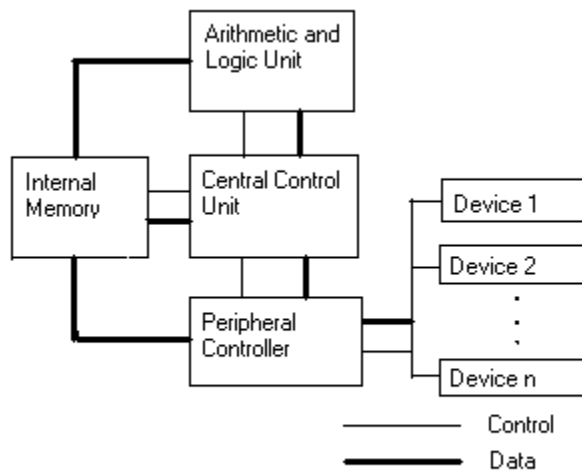 Arithmetic and
Logic Unit
Internal
Memory
Central Control
Unit
Device 1
Device 2
Peripheral
Controller
Device n
Control
Data